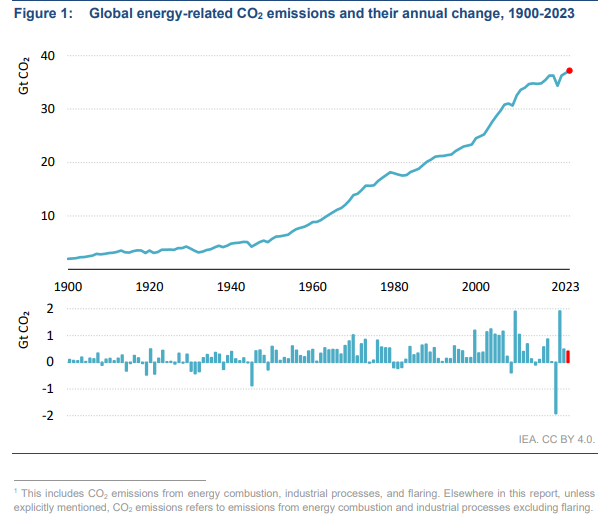 Figure 1: Global energy-related CO₂ emissions and their annual change, 1900-2023
Gt CO₂
40
30
20
10
1900 1920 1940 1960 1980 2000 2023
Gt CO₂
2
1
0
-1
-2
IEA. CC BY 4.0.
¹ This includes CO₂ emissions from energy combustion, industrial processes, and flaring. Elsewhere in this report, unless
explicitly mentioned, CO₂ emissions refers to emissions from energy combustion and industrial processes excluding flaring.